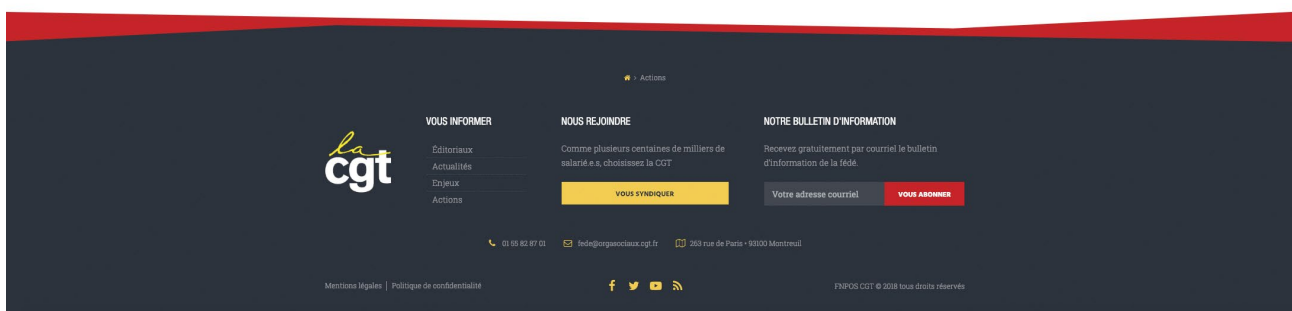 > Actions
la
cgt
VOUS INFORMER
Éditoriaux
Actualités
Enjeux
Actions
NOUS REJOINDRE
Comme plusieurs centaines de milliers de
salarié.e.s, choisissez la CGT
VOUS SYNDIQUER
NOTRE BULLETIN D'INFORMATION
Recevez gratuitement par courriel le bulletin
d'information de la fédé.
Votre adresse courriel
VOUS ABONNER
01 55 82 87 01
fede@orgasociaux.cgt.fr
263 rue de Paris • 93100 Montreuil
Mentions légales | Politique de confidentialité
FNPOS CGT © 2018 tous droits réservés